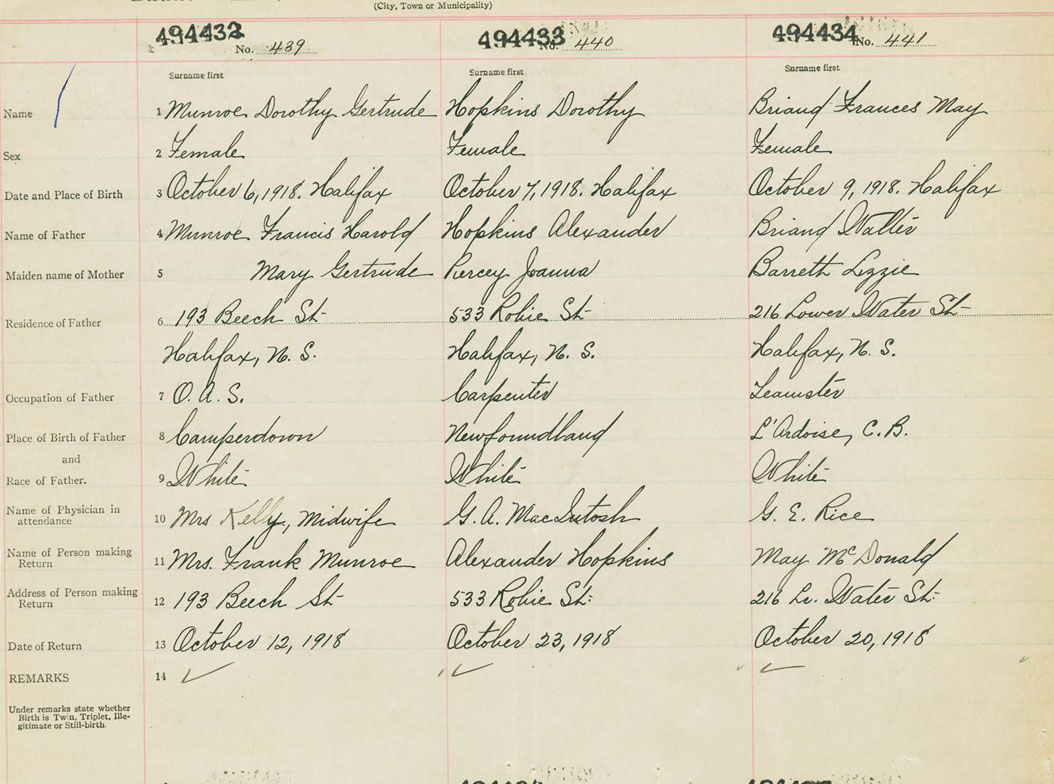 (City, Town or Municipality)
494432 494433 494434
No. 439 No. 440 No. 441
Surname first Surname first Surname first
Name 1 Munroe Dorothy Gertrude Hopkins Dorothy Briand Frances May
Sex 2 Female Female Female
Date and Place of Birth 3 October 6, 1918. Halifax October 7, 1918. Halifax October 9, 1918. Halifax
Name of Father 4 Munroe Francis Harold Hopkins Alexander Briand Walter
Maiden name of Mother 5 Mary Gertrude Joanna Barrett Lizzie
Residence of Father 6 193 Beech St 533 Robie St 216 Lower Water St
Halifax, N. S. Halifax, N. S. Halifax, N. S.
Occupation of Father 7 O. A. S. Carpenter Teamster
Place of Birth of Father 8 Camperdown Newfoundland L'Ardoise, C. B.
and
Race of Father. 9 White White White
Name of Physician in
attendance 10 Mrs Kelly, Midwife G. A. MacIntosh G. E. Rice
Name of Person making
Return 11 Mrs. Frank Munroe Alexander Hopkins May McDonald
Address of Person making
Return 12 193 Beech St 533 Robie St: 216 Lr. Water St:
Date of Return 13 October 12, 1918 October 23, 1918 October 20, 1918
REMARKS 14
Under remarks state whether
Birth is Twin, Triplet, Ille-
gitimate or Still-birth.